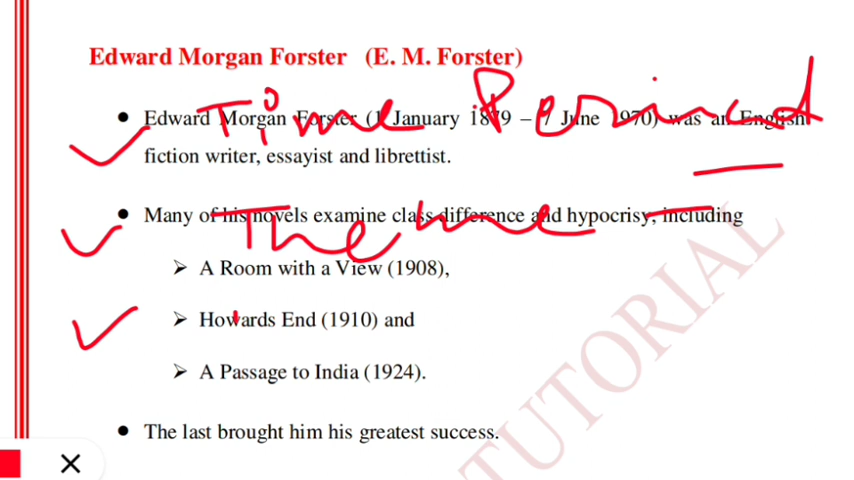 Edward Morgan Forster (E. M. Forster)
• Edward Morgan Forster (1 January 1879 – 7 June 1970) was an English
fiction writer, essayist and librettist.
Time Period
• Many of his novels examine class difference and hypocrisy, including
Theme
➢ A Room with a View (1908),
➢ Howards End (1910) and
➢ A Passage to India (1924).
• The last brought him his greatest success.
TUTORIAL